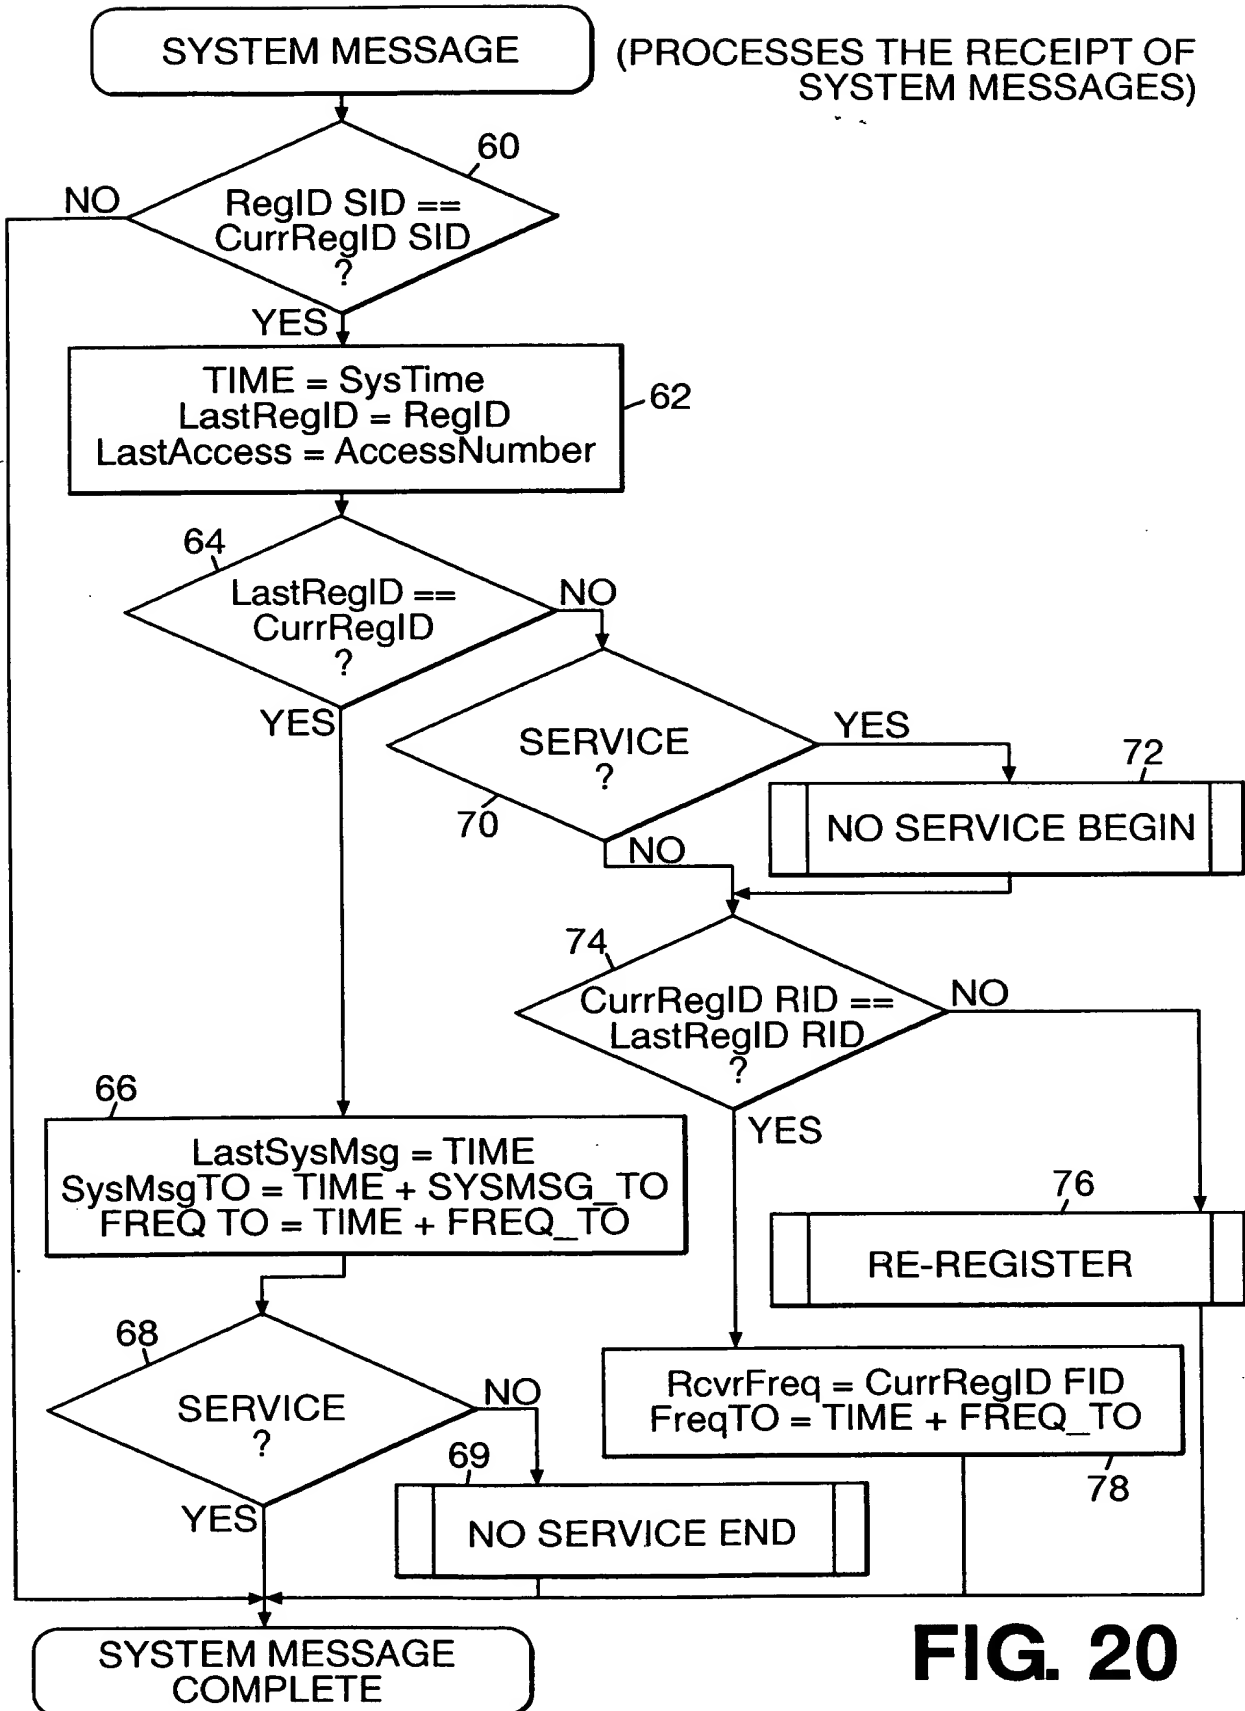 SYSTEM MESSAGE
(PROCESSES THE RECEIPT OF
SYSTEM MESSAGES)
60
NO
RegID SID ==
CurrRegID SID
?
YES
TIME = SysTime
LastRegID = RegID
LastAccess = AccessNumber
62
64
LastRegID ==
CurrRegID
?
NO
YES
SERVICE
?
YES
70
NO
72
NO SERVICE BEGIN
74
CurrRegID RID ==
LastRegID RID
?
NO
YES
66
LastSysMsg = TIME
SysMsgTO = TIME + SYSMSG_TO
FREQ TO = TIME + FREQ_TO
76
RE-REGISTER
68
SERVICE
?
NO
YES
RcvrFreq = CurrRegID FID
FreqTO = TIME + FREQ_TO
78
69
NO SERVICE END
SYSTEM MESSAGE
COMPLETE
FIG. 20